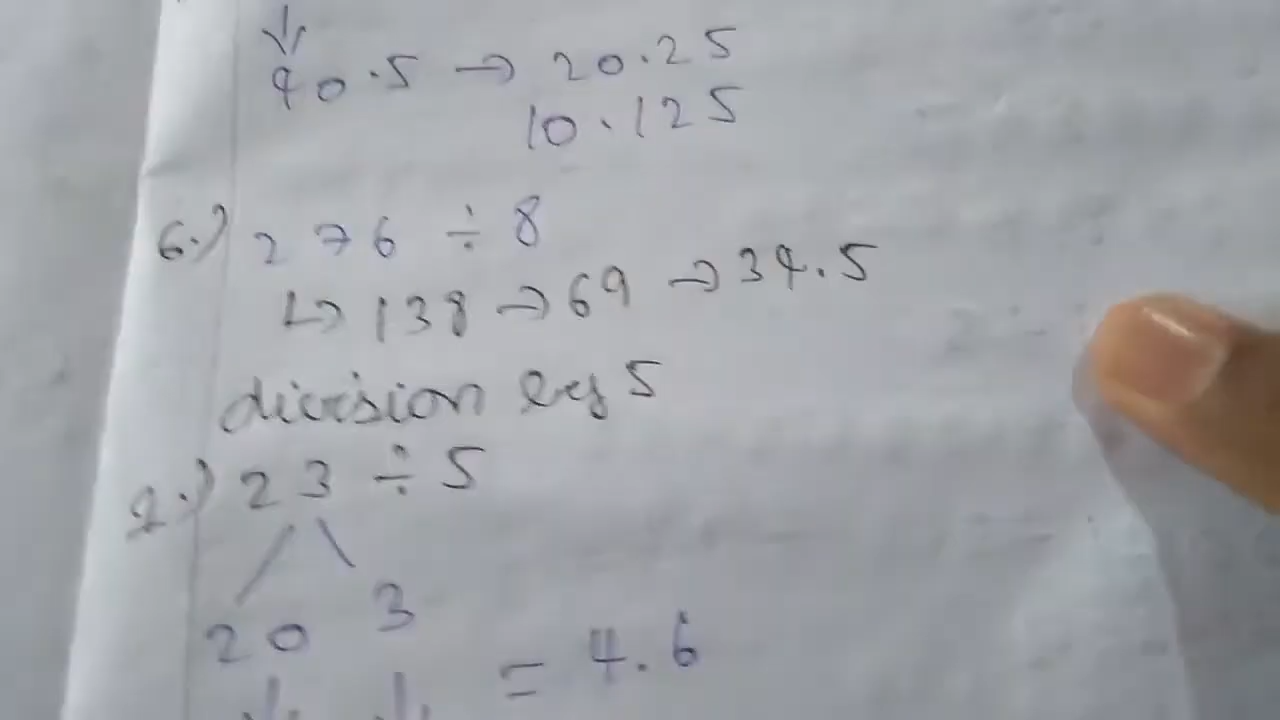 40.5 → 20.25
10.125
6.) 276 ÷ 8
↳ 138 → 69 → 34.5
division by 5
2.) 23 ÷ 5
20 3
= 4.6